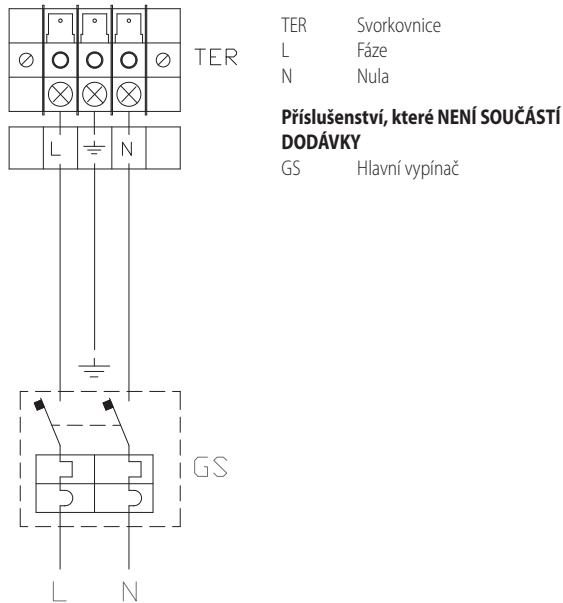 TER
L N
GS
L N
TER Svorkovnice
L Fáze
N Nula
Příslušenství, které NENÍ SOUČÁSTÍ
DODÁVKY
GS Hlavní vypínač